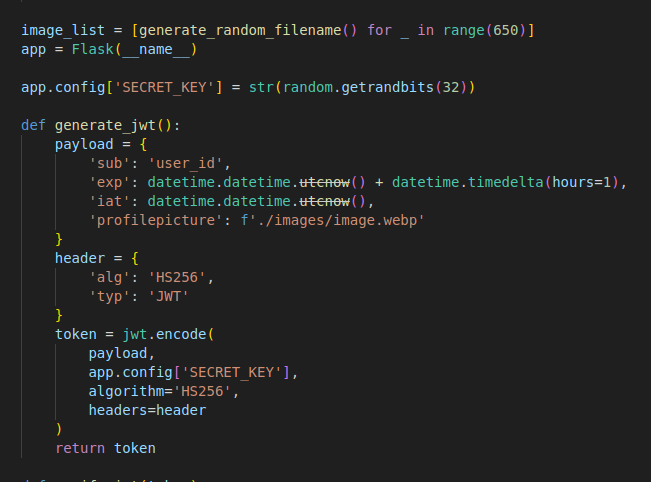 image_list = [generate_random_filename() for _ in range(650)]
app = Flask(__name__)
app.config['SECRET_KEY'] = str(random.getrandbits(32))
def generate_jwt():
    payload = {
        'sub': 'user_id',
        'exp': datetime.datetime.utcnow() + datetime.timedelta(hours=1),
        'iat': datetime.datetime.utcnow(),
        'profilepicture': f'./images/image.webp'
    }
    header = {
        'alg': 'HS256',
        'typ': 'JWT'
    }
    token = jwt.encode(
        payload,
        app.config['SECRET_KEY'],
        algorithm='HS256',
        headers=header
    )
    return token